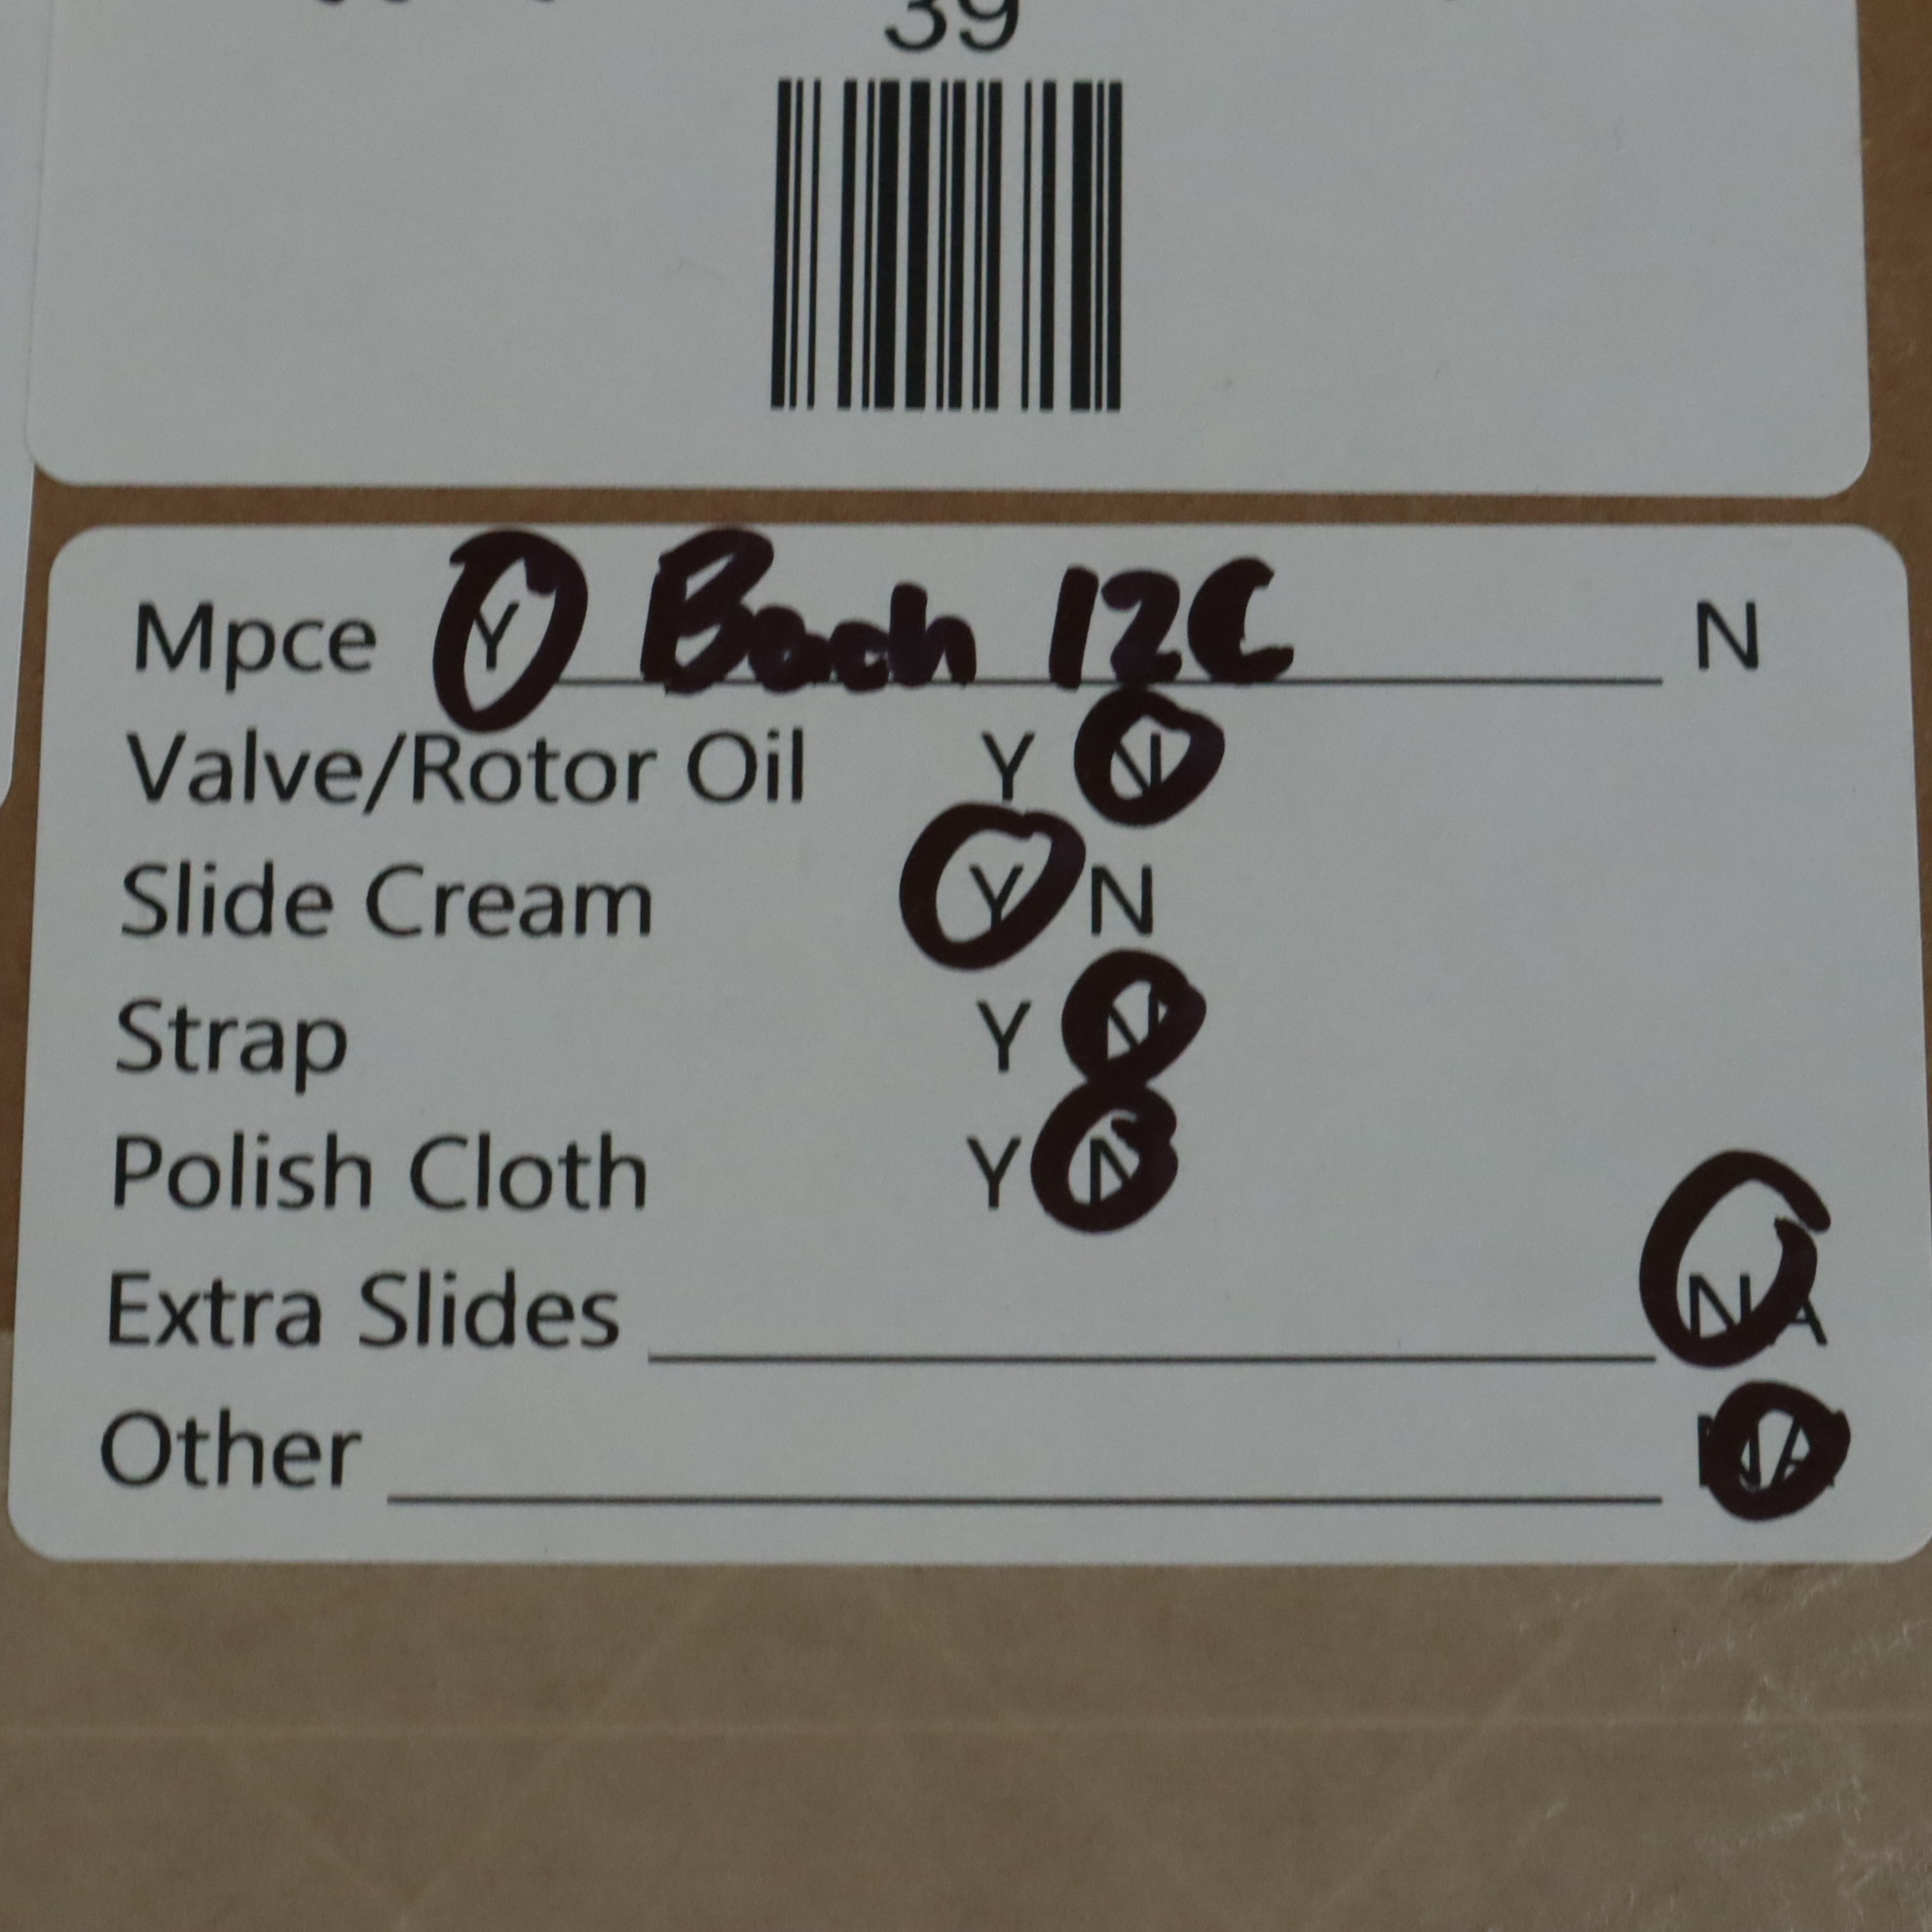 39
Mpce Y Bach 12C N
Valve/Rotor Oil Y N
Slide Cream Y N
Strap Y N
Polish Cloth Y N
Extra Slides NA
Other NA